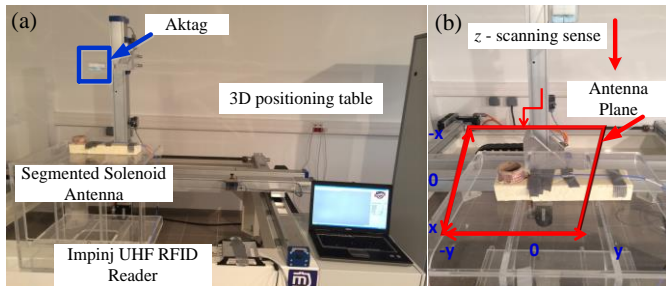 (a)
Aktag
3D positioning table
Segmented Solenoid
Antenna
Impinj UHF RFID
Reader
(b)
z - scanning sense
Antenna
Plane
-x
0
x
-y
0
y